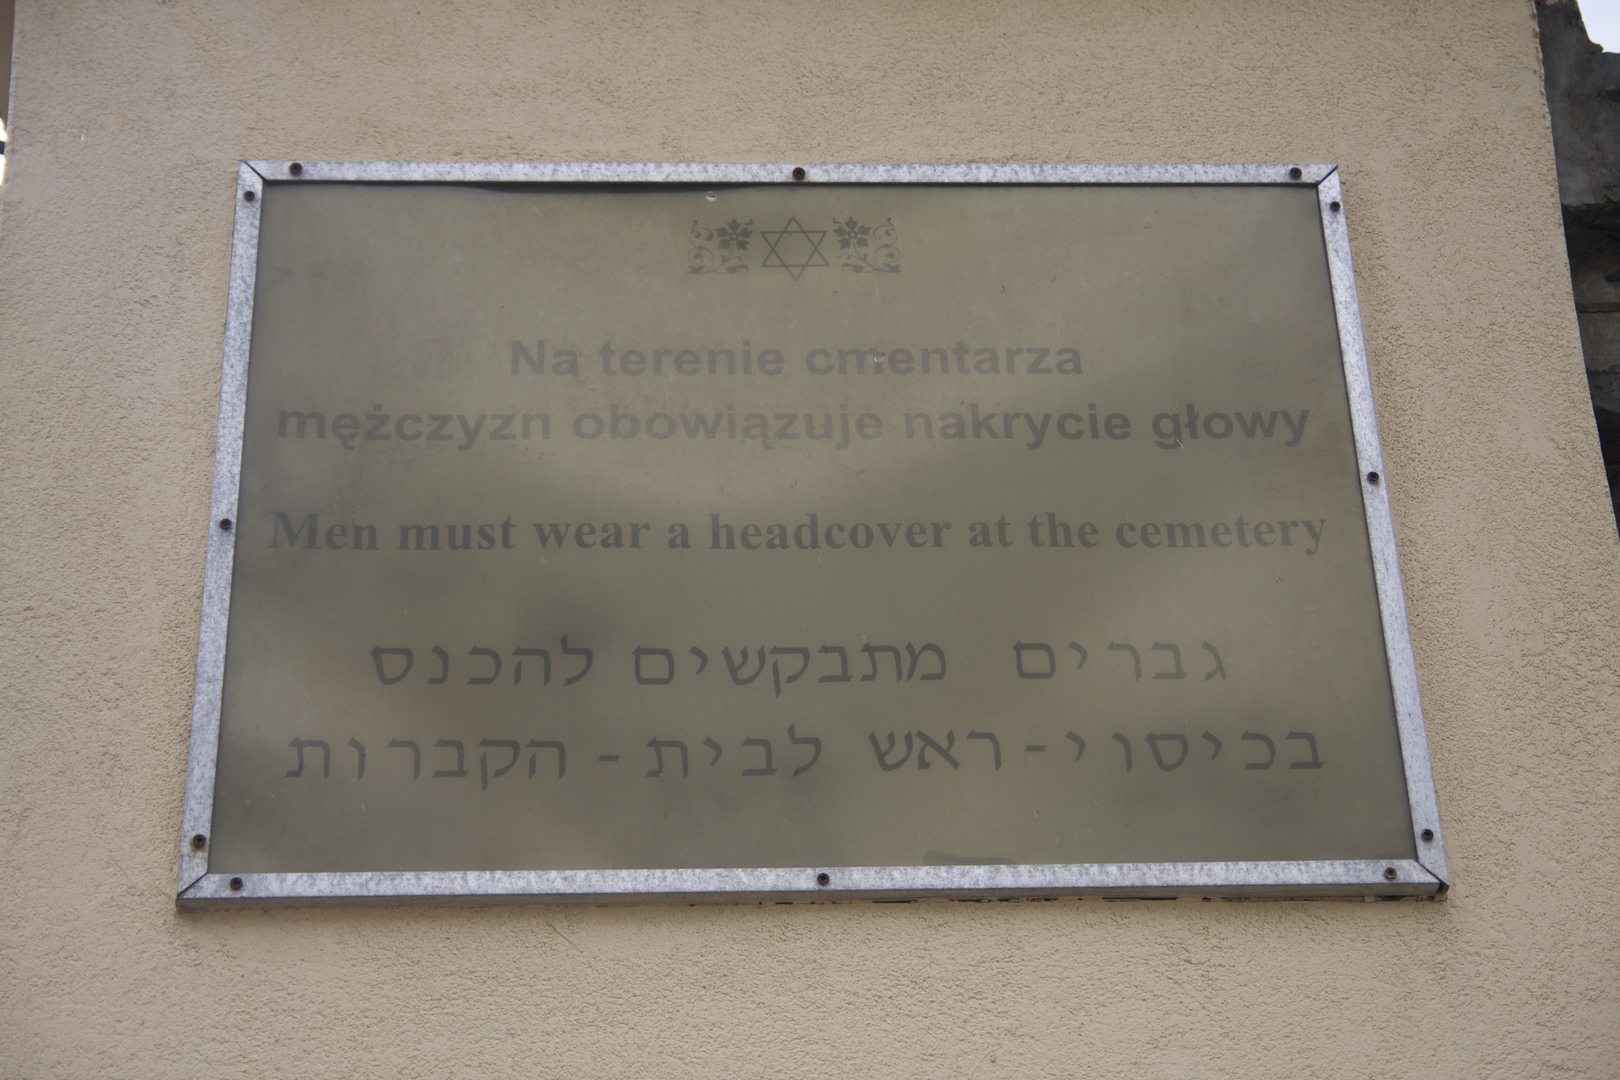 Na terenie cmentarza
mężczyzn obowiązuje nakrycie głowy
Men must wear a headcover at the cemetery
גברים מתבקשים להכנס
בכיסוי-ראש לבית-הקברות